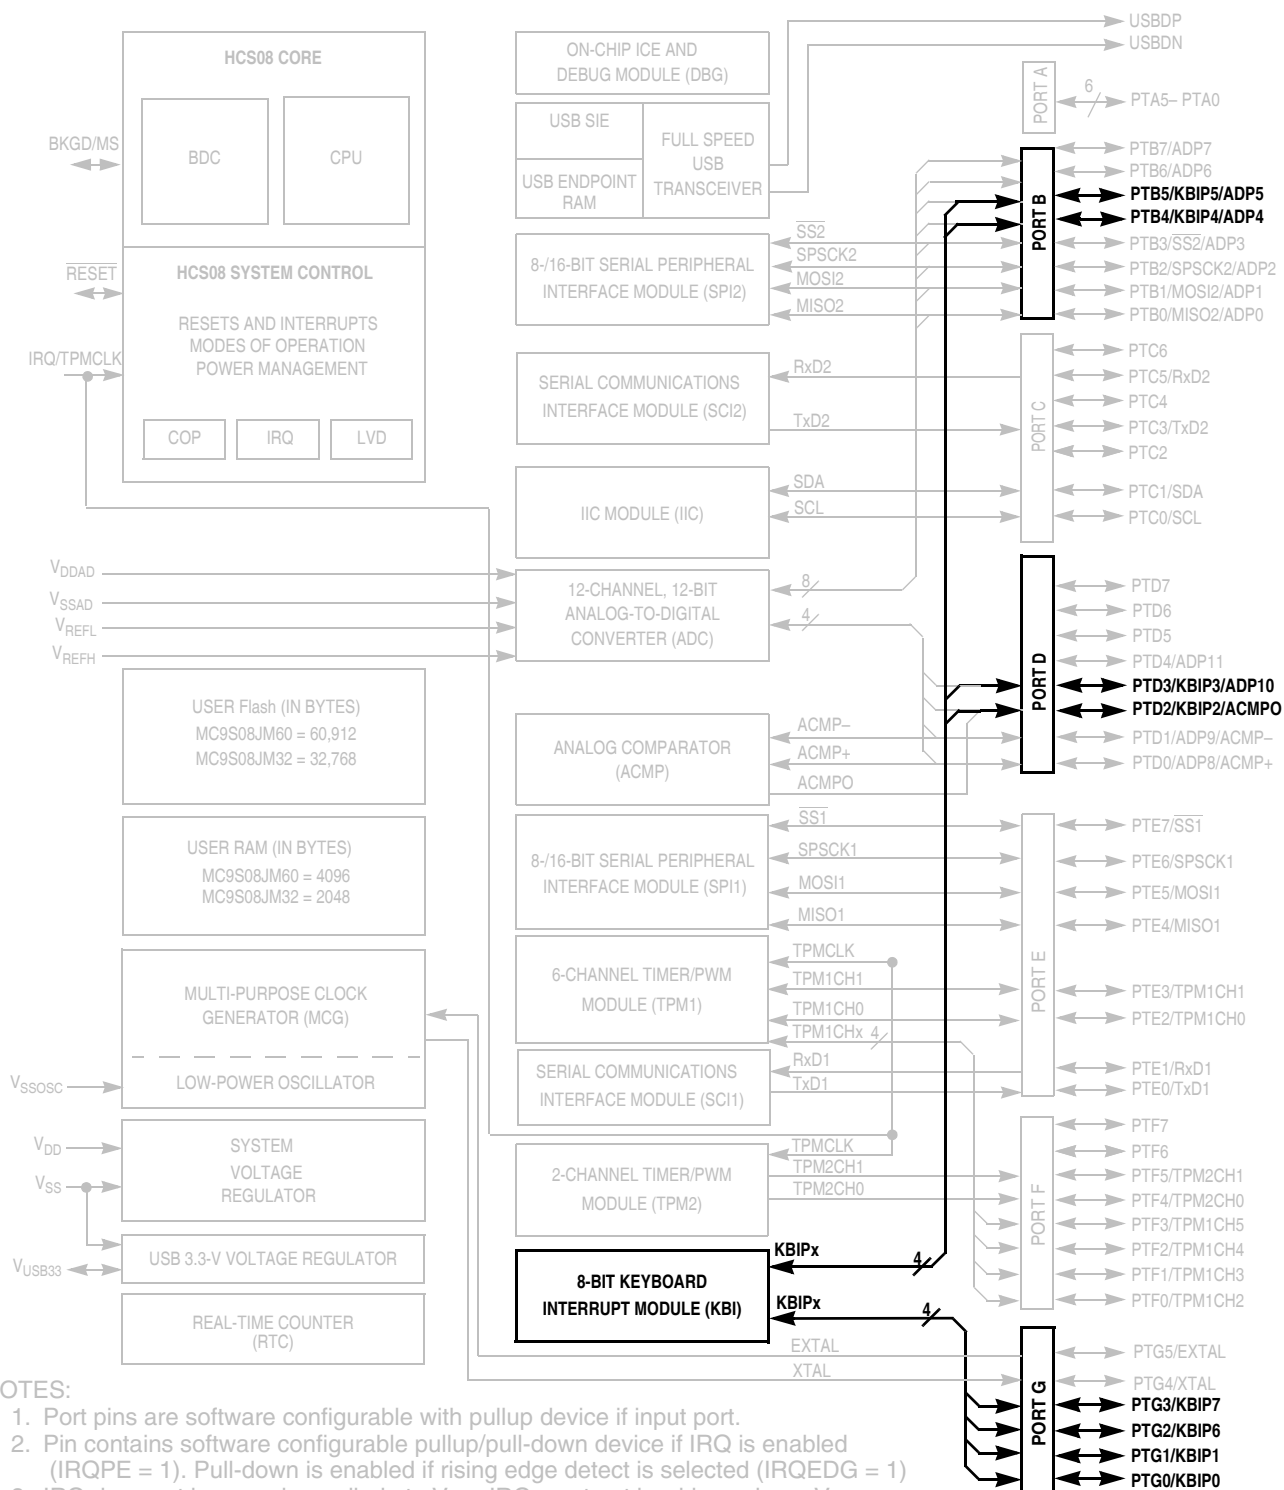 HCS08 CORE
BDC
CPU
BKGD/MS
HCS08 SYSTEM CONTROL
RESET
RESETS AND INTERRUPTS
MODES OF OPERATION
POWER MANAGEMENT
IRQ/TPMCLK
COP
IRQ
LVD
VDDAD
VSSAD
VREFL
VREFH
USER Flash (IN BYTES)
MC9S08JM60 = 60,912
MC9S08JM32 = 32,768
USER RAM (IN BYTES)
MC9S08JM60 = 4096
MC9S08JM32 = 2048
MULTI-PURPOSE CLOCK
GENERATOR (MCG)
LOW-POWER OSCILLATOR
VSSOSC
VDD
VSS
SYSTEM
VOLTAGE
REGULATOR
VUSB33
USB 3.3-V VOLTAGE REGULATOR
REAL-TIME COUNTER
(RTC)
ON-CHIP ICE AND
DEBUG MODULE (DBG)
USB SIE
USB ENDPOINT
RAM
FULL SPEED
USB
TRANSCEIVER
8-/16-BIT SERIAL PERIPHERAL
INTERFACE MODULE (SPI2)
SS2
SPSCK2
MOSI2
MISO2
SERIAL COMMUNICATIONS
INTERFACE MODULE (SCI2)
RxD2
TxD2
IIC MODULE (IIC)
SDA
SCL
12-CHANNEL, 12-BIT
ANALOG-TO-DIGITAL
CONVERTER (ADC)
8
4
ANALOG COMPARATOR
(ACMP)
ACMP–
ACMP+
ACMPO
8-/16-BIT SERIAL PERIPHERAL
INTERFACE MODULE (SPI1)
SS1
SPSCK1
MOSI1
MISO1
6-CHANNEL TIMER/PWM
MODULE (TPM1)
TPMCLK
TPM1CH1
TPM1CH0
TPM1CHx 4
SERIAL COMMUNICATIONS
INTERFACE MODULE (SCI1)
RxD1
TxD1
2-CHANNEL TIMER/PWM
MODULE (TPM2)
TPMCLK
TPM2CH1
TPM2CH0
8-BIT KEYBOARD
INTERRUPT MODULE (KBI)
KBIPx
4
KBIPx
4
EXTAL
XTAL
USBDP
USBDN
PORT A
6
PTA5– PTA0
PORT B
PTB7/ADP7
PTB6/ADP6
PTB5/KBIP5/ADP5
PTB4/KBIP4/ADP4
PTB3/SS2/ADP3
PTB2/SPSCK2/ADP2
PTB1/MOSI2/ADP1
PTB0/MISO2/ADP0
PORT C
PTC6
PTC5/RxD2
PTC4
PTC3/TxD2
PTC2
PTC1/SDA
PTC0/SCL
PORT D
PTD7
PTD6
PTD5
PTD4/ADP11
PTD3/KBIP3/ADP10
PTD2/KBIP2/ACMPO
PTD1/ADP9/ACMP–
PTD0/ADP8/ACMP+
PORT E
PTE7/SS1
PTE6/SPSCK1
PTE5/MOSI1
PTE4/MISO1
PTE3/TPM1CH1
PTE2/TPM1CH0
PTE1/RxD1
PTE0/TxD1
PORT F
PTF7
PTF6
PTF5/TPM2CH1
PTF4/TPM2CH0
PTF3/TPM1CH5
PTF2/TPM1CH4
PTF1/TPM1CH3
PTF0/TPM1CH2
PORT G
PTG5/EXTAL
PTG4/XTAL
PTG3/KBIP7
PTG2/KBIP6
PTG1/KBIP1
PTG0/KBIP0
OTES:
1. Port pins are software configurable with pullup device if input port.
2. Pin contains software configurable pullup/pull-down device if IRQ is enabled
(IRQPE = 1). Pull-down is enabled if rising edge detect is selected (IRQEDG = 1)